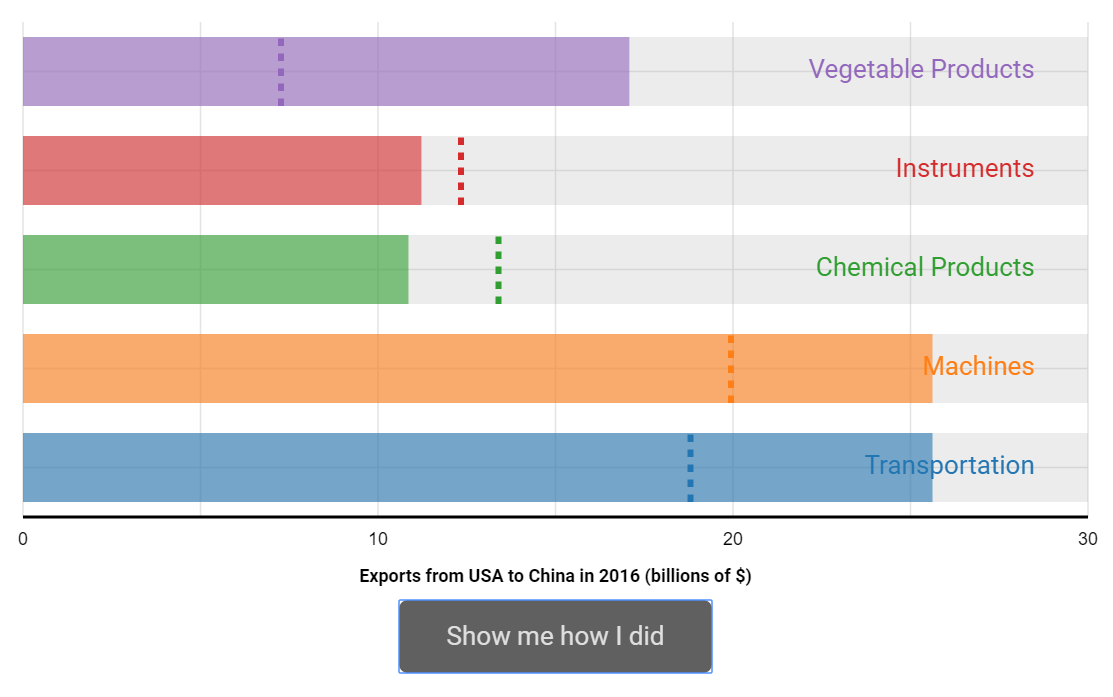 Vegetable Products
Instruments
Chemical Products
Machines
Transportation
0 10 20 30
Exports from USA to China in 2016 (billions of $)
Show me how I did